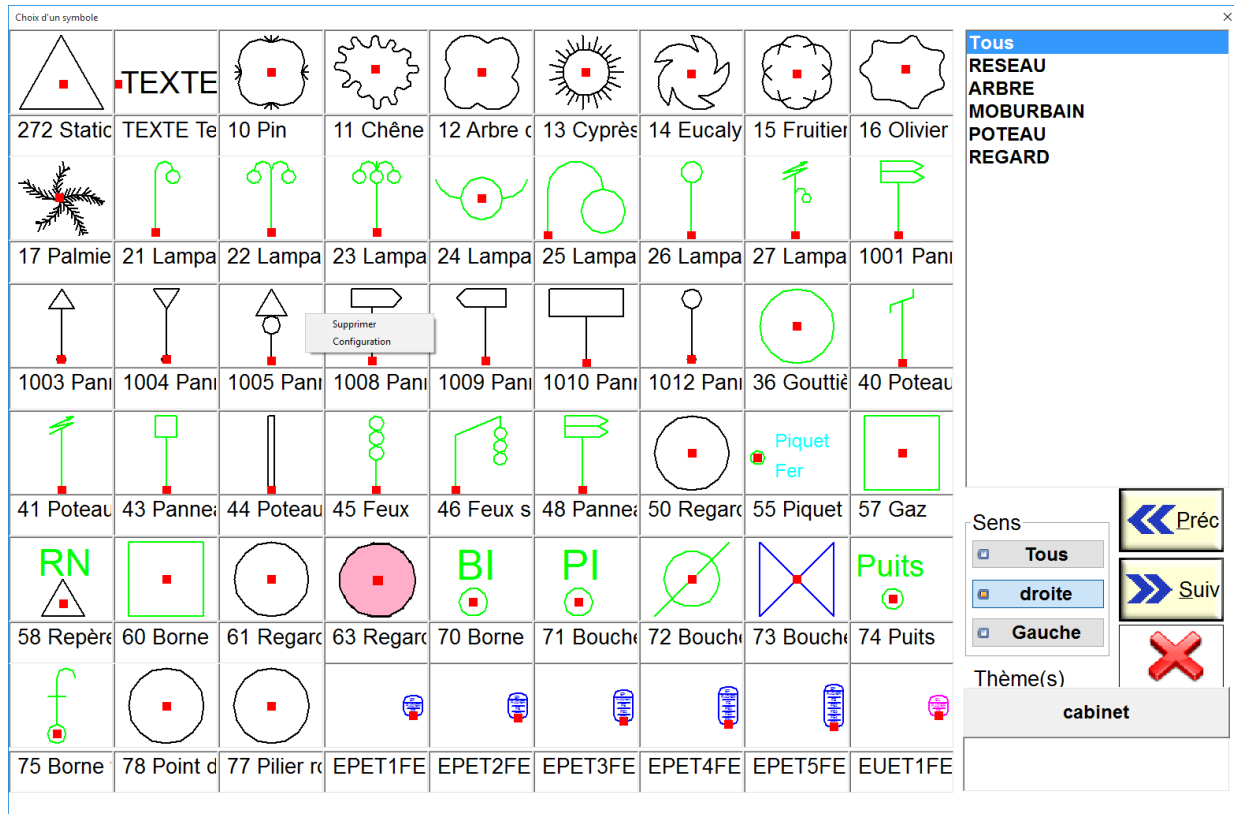 Choix d'un symbole
TEXTE
272 Static
TEXTE Te
10 Pin
11 Chêne
12 Arbre c
13 Cyprès
14 Eucaly
15 Fruitier
16 Olivier
17 Palmie
21 Lampa
22 Lampa
23 Lampa
24 Lampa
25 Lampa
26 Lampa
27 Lampa
1001 Pan
Supprimer
Configuration
1003 Pan
1004 Pan
1005 Pan
1008 Pan
1009 Pan
1010 Pan
1012 Pan
36 Gouttiè
40 Poteau
Piquet
Fer
41 Poteau
43 Pannea
44 Poteau
45 Feux
46 Feux s
48 Pannea
50 Regard
55 Piquet
57 Gaz
RN
BI
PI
Puits
58 Repère
60 Borne
61 Regard
63 Regard
70 Borne
71 Bouche
72 Bouche
73 Bouche
74 Puits
f
75 Borne
78 Point d
77 Pilier ro
EPET1FE
EPET2FE
EPET3FE
EPET4FE
EPET5FE
EUET1FE
Tous
RESEAU
ARBRE
MOBURBAIN
POTEAU
REGARD
Sens
Tous
droite
Gauche
Préc
Suiv
Thème(s)
cabinet